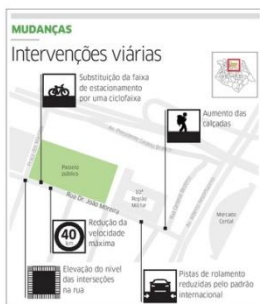 MUDANÇAS
Intervenções viárias
Substituição da faixa
de estacionamento
por uma ciclofaixa
Aumento das
calçadas
Passeio
público
Rua Dr. João Moreira
10ª
Região
Militar
Mercado
Central
40
km
Redução da
velocidade
máxima
Elevação do nível
das interseções
na rua
Pistas de rolamento
reduzidas pelo padrão
internacional